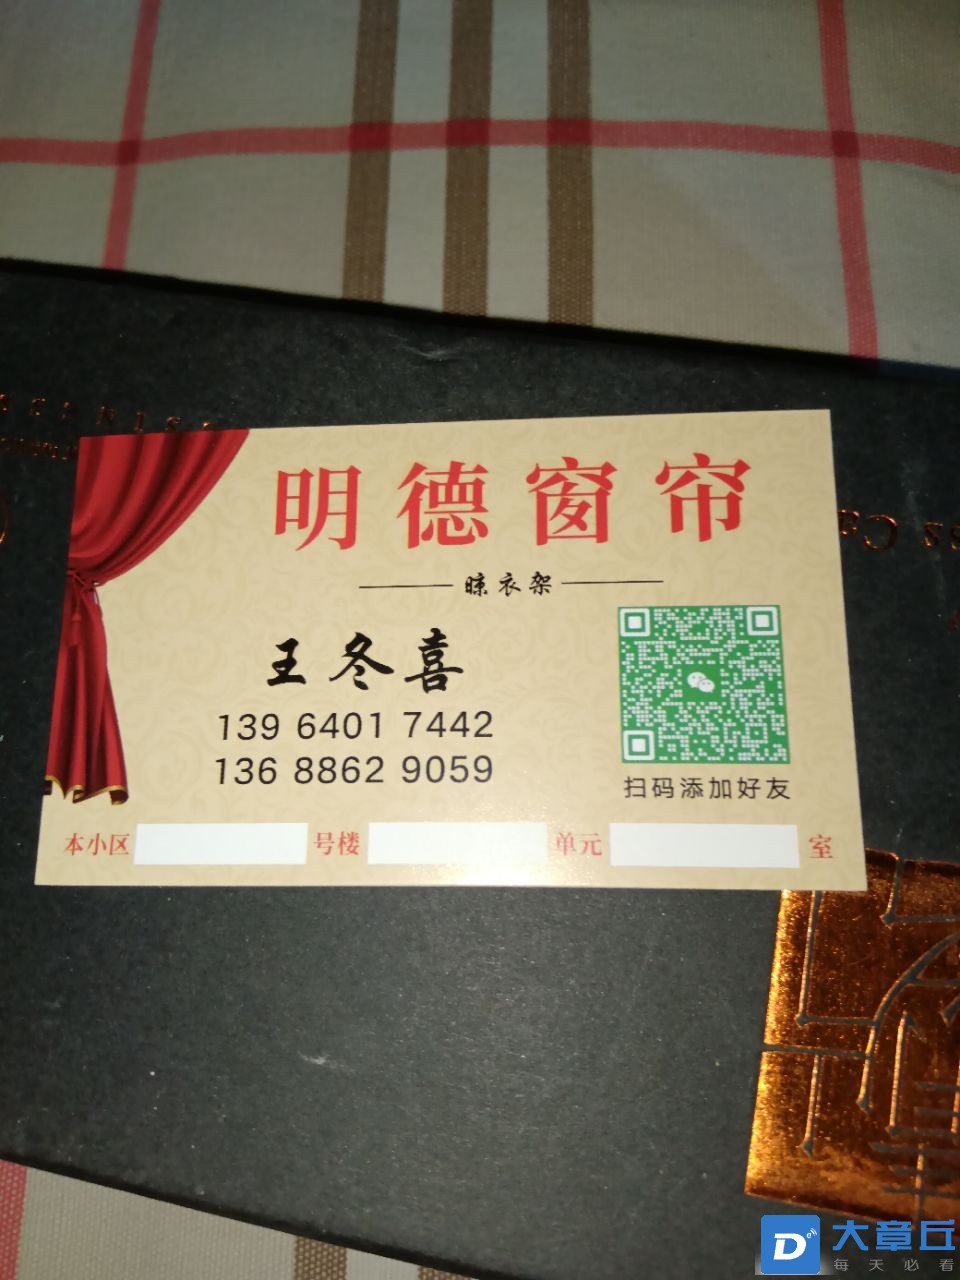 明德窗帘
晾衣架
王冬喜
139 6401 7442
136 8862 9059
扫码添加好友
本小区 号楼 单元 室
大章丘
每天必看